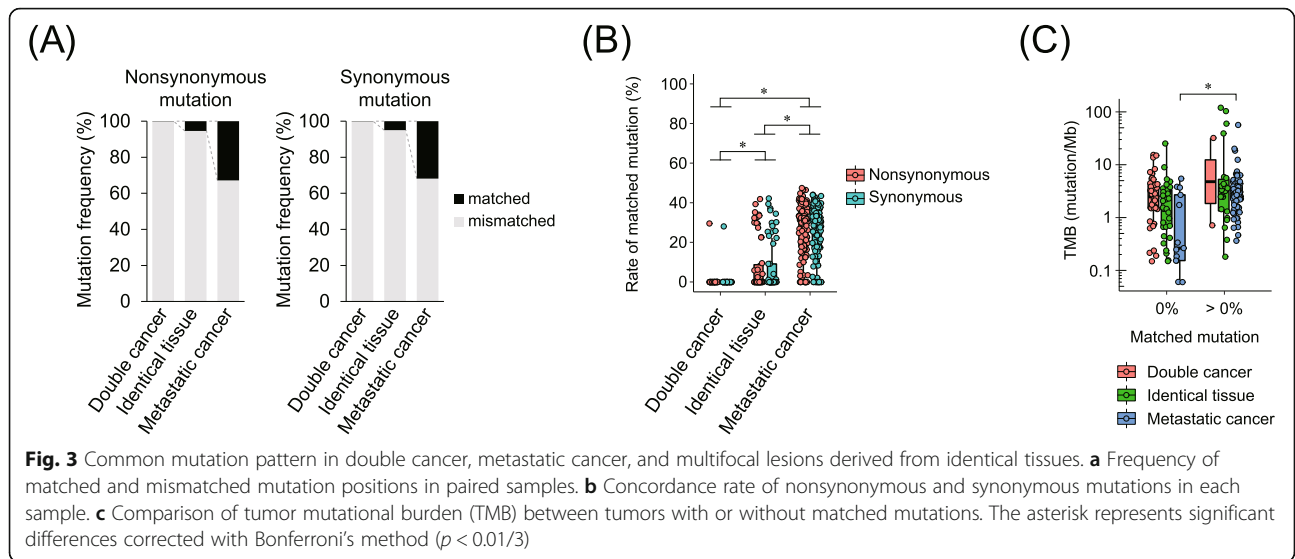 (A)
Nonsynonymous
mutation
Mutation frequency (%)
100
80
60
40
20
0
Double cancer
Identical tissue
Metastatic cancer
Synonymous
mutation
Mutation frequency (%)
100
80
60
40
20
0
Double cancer
Identical tissue
Metastatic cancer
matched
mismatched
(B)
Rate of matched mutation (%)
100
80
60
40
20
0
*
*
*
Double cancer
Identical tissue
Metastatic cancer
Nonsynonymous
Synonymous
(C)
TMB (mutation/Mb)
100
10
1
0.1
*
0%
> 0%
Matched mutation
Double cancer
Identical tissue
Metastatic cancer
Fig. 3 Common mutation pattern in double cancer, metastatic cancer, and multifocal lesions derived from identical tissues. a Frequency of
matched and mismatched mutation positions in paired samples. b Concordance rate of nonsynonymous and synonymous mutations in each
sample. c Comparison of tumor mutational burden (TMB) between tumors with or without matched mutations. The asterisk represents significant
differences corrected with Bonferroni's method (p < 0.01/3)